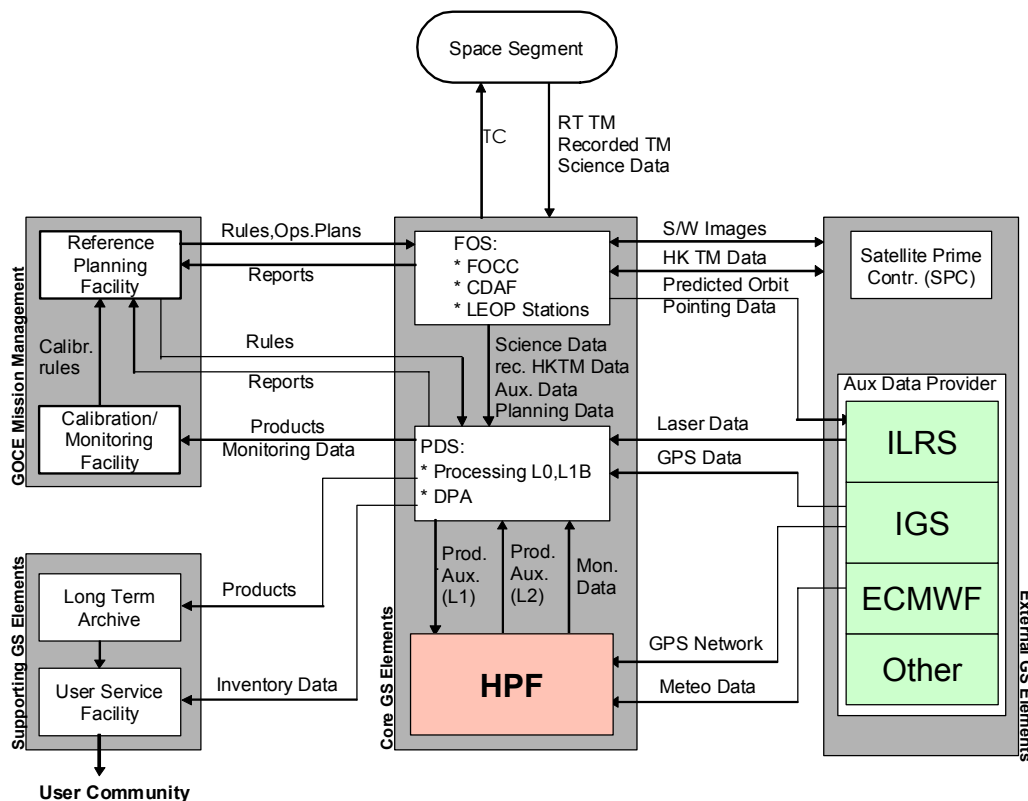 Space Segment
TC
RT TM
Recorded TM
Science Data
GOCE Mission Management
Reference
Planning
Facility
Calibr.
rules
Calibration/
Monitoring
Facility
Rules,Ops.Plans
Reports
Rules
Reports
Products
Monitoring Data
Core GS Elements
FOS:
* FOCC
* CDAF
* LEOP Stations
Science Data
rec. HKTM Data
Aux. Data
Planning Data
PDS:
* Processing L0,L1B
* DPA
Prod.
Aux.
(L1)
Prod.
Aux.
(L2)
Mon.
Data
HPF
S/W Images
HK TM Data
Predicted Orbit
Pointing Data
Laser Data
GPS Data
GPS Network
Meteo Data
External GS Elements
Satellite Prime
Contr. (SPC)
Aux Data Provider
ILRS
IGS
ECMWF
Other
Supporting GS Elements
Long Term
Archive
User Service
Facility
Products
Inventory Data
User Community